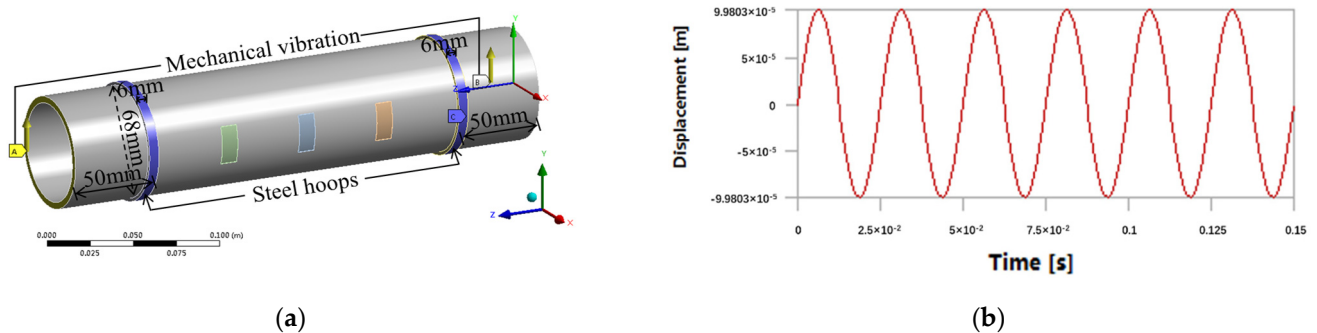 Mechanical vibration
6mm
Y
B
Z
X
6mm
68mm
C
A
50mm
50mm
Steel hoops
Y
Z
X
0.000
0.050
0.100 (m)
0.025
0.075
(a)
Displacement [m]
9.9803×10⁻⁵
5×10⁻⁵
0
-5×10⁻⁵
-9.9803×10⁻⁵
0
2.5×10⁻²
5×10⁻²
7.5×10⁻²
0.1
0.125
0.15
Time [s]
(b)